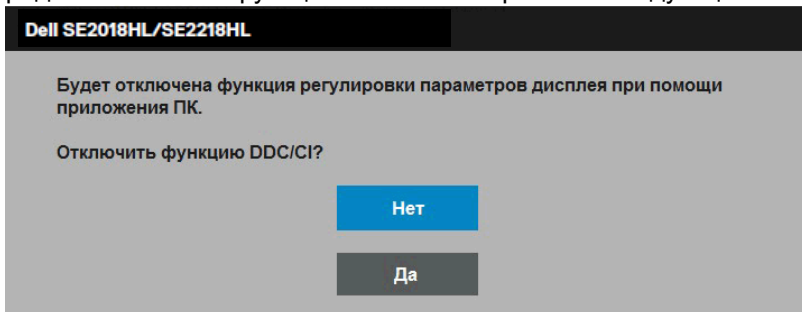 Dell SE2018HL/SE2218HL
Будет отключена функция регулировки параметров дисплея при помощи
приложения ПК.
Отключить функцию DDC/CI?
Нет
Да